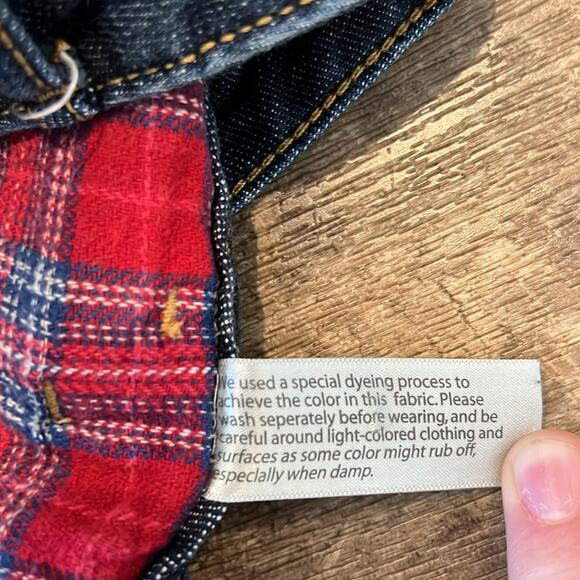 We used a special dyeing process to
achieve the color in this fabric. Please
wash seperately before wearing, and be
careful around light-colored clothing and
surfaces as some color might rub off,
especially when damp.